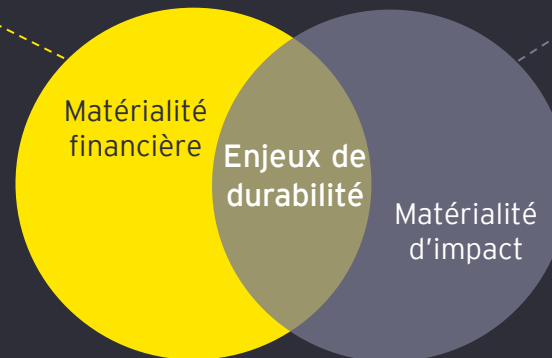 Matérialité
financière
Enjeux de
durabilité
Matérialité
d'impact